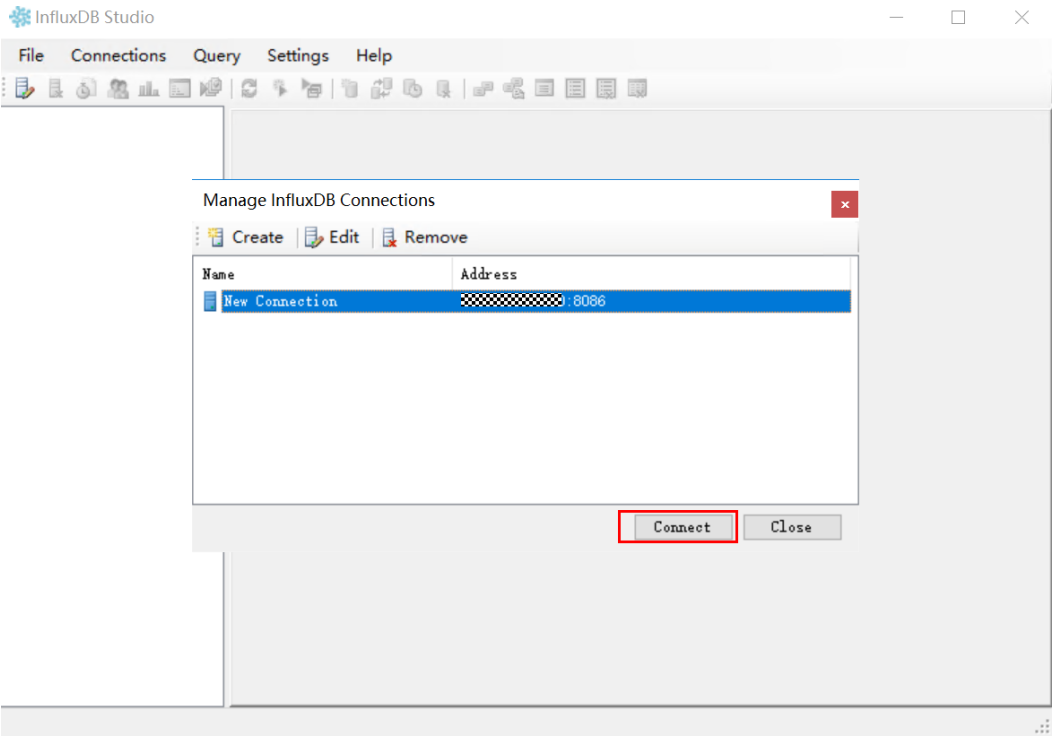 InfluxDB Studio
File Connections Query Settings Help
Manage InfluxDB Connections
Create Edit Remove
Name Address
New Connection :8086
Connect Close